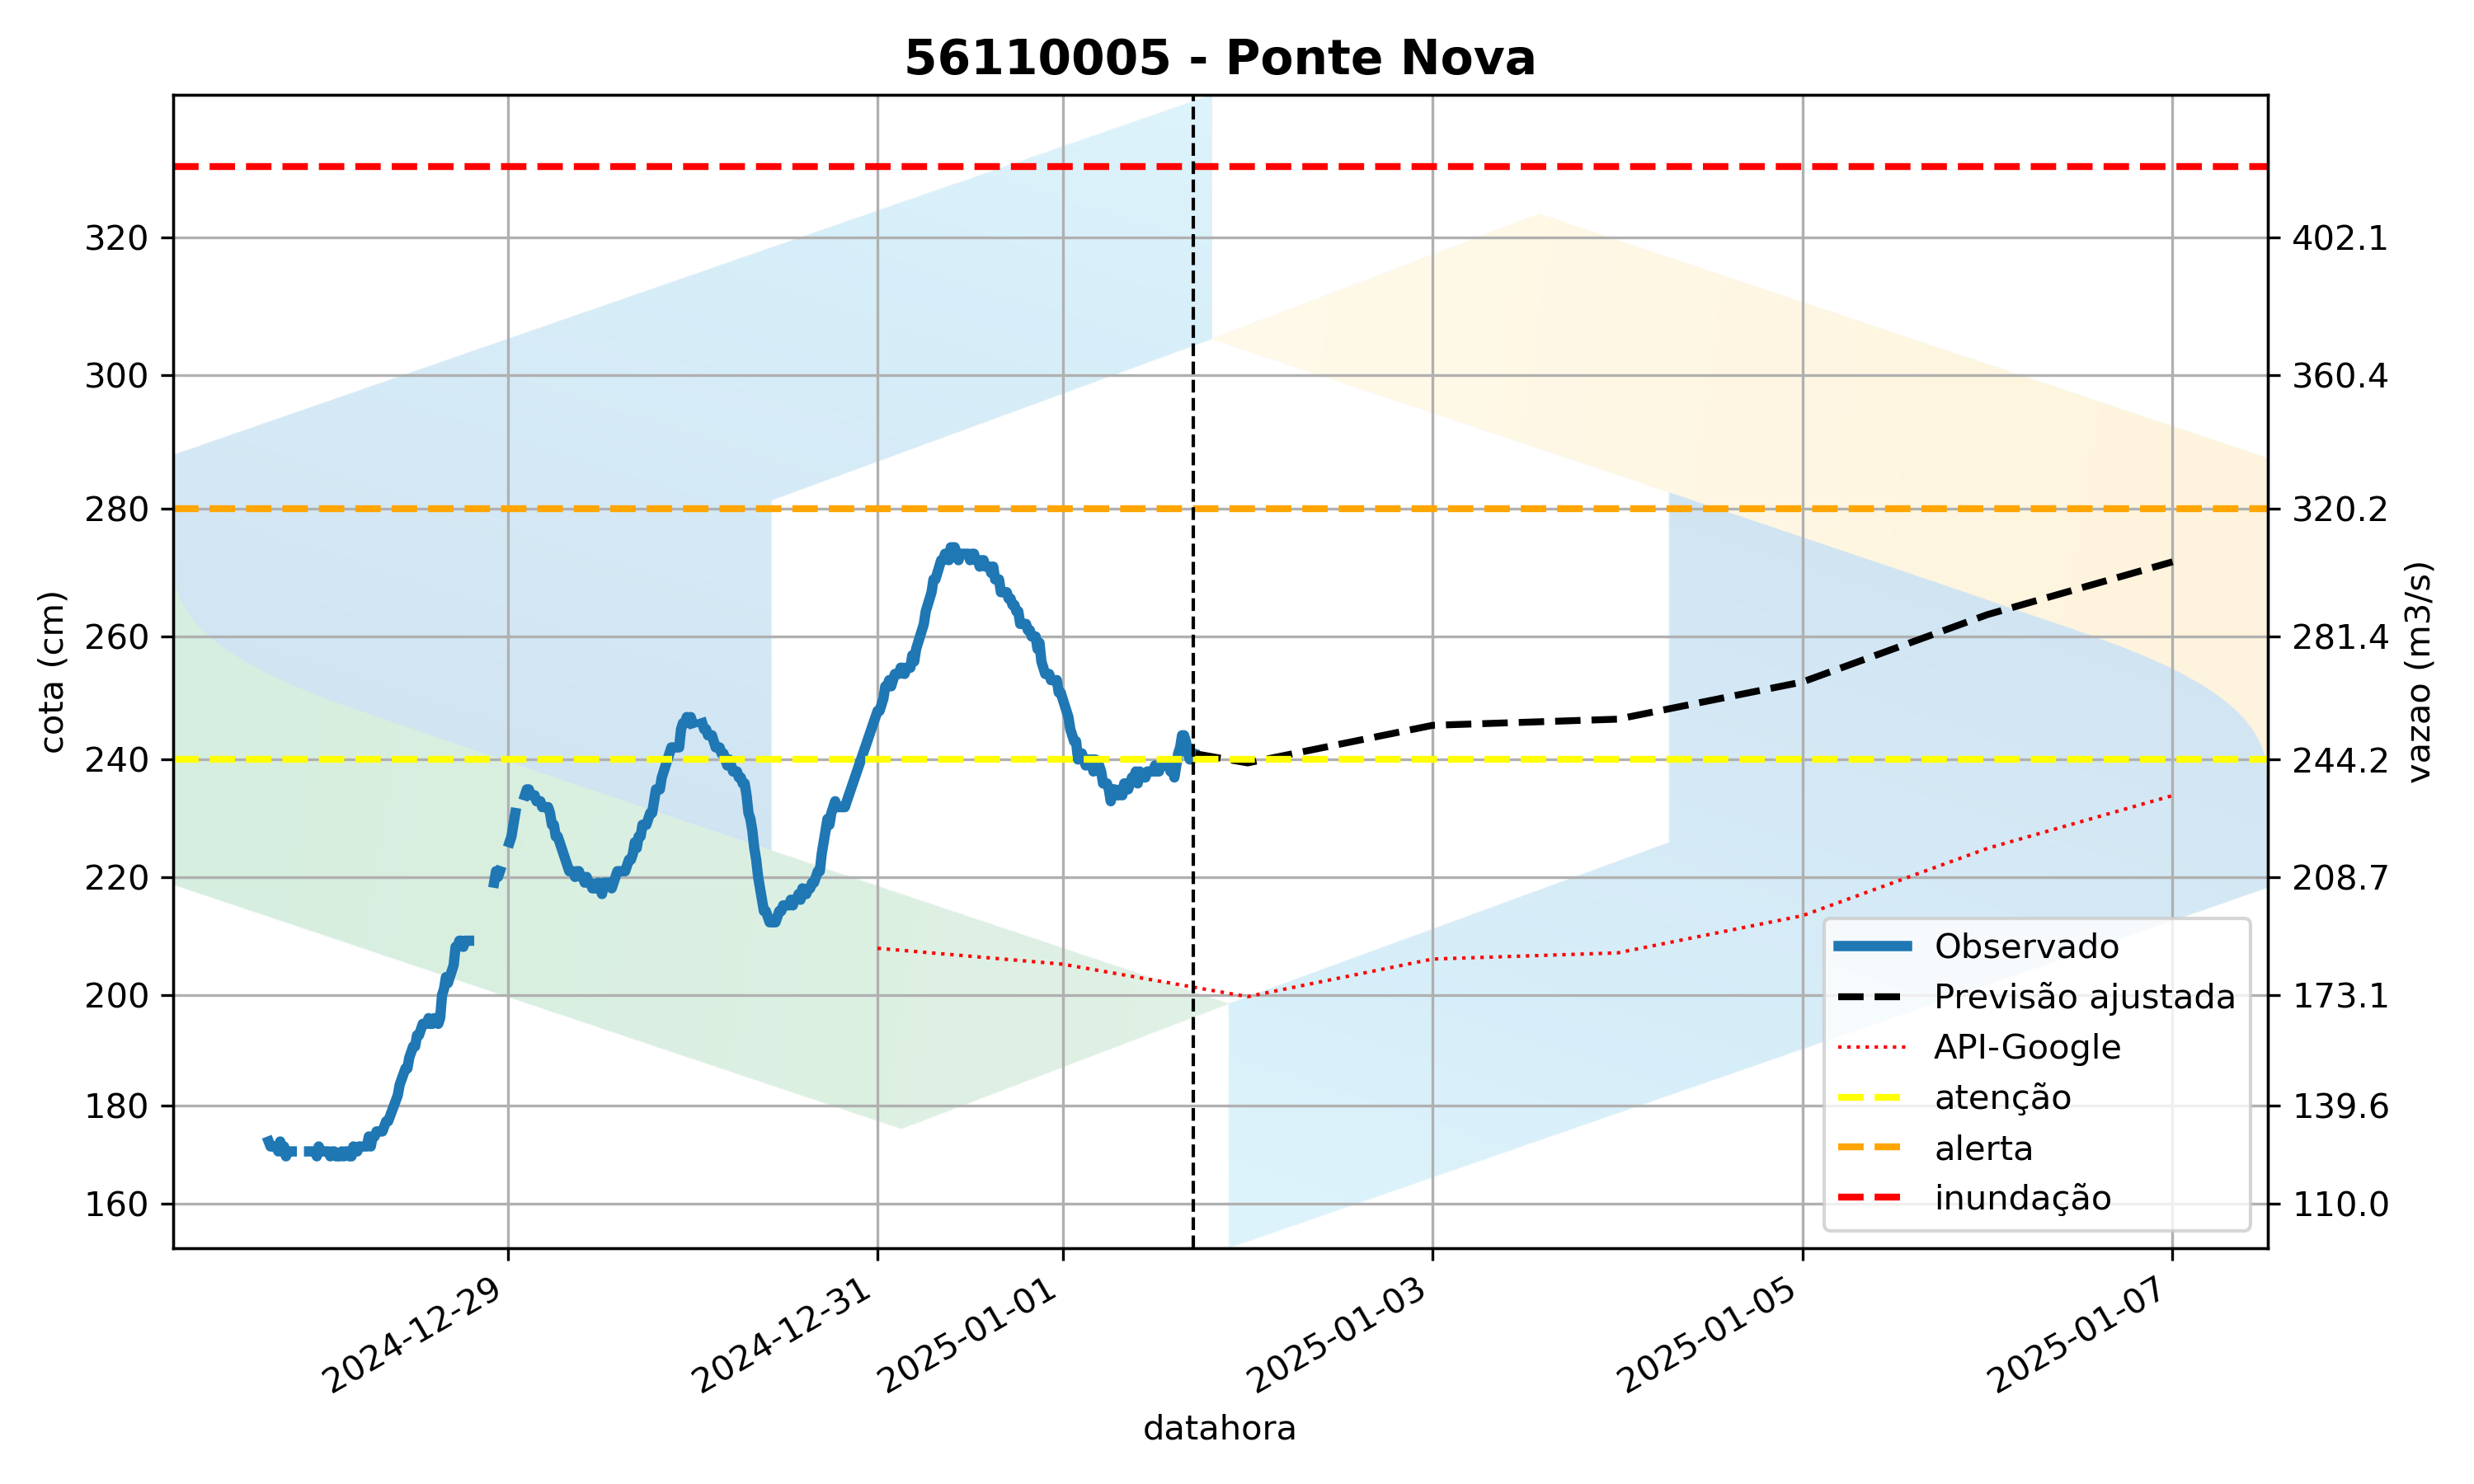 56110005 - Ponte Nova
cota (cm)
320
300
280
260
240
220
200
180
160
402.1
360.4
320.2
281.4
244.2
208.7
173.1
139.6
110.0
vazao (m3/s)
Observado
Previsão ajustada
API-Google
atenção
alerta
inundação
2024-12-29
2024-12-31
2025-01-01
2025-01-03
2025-01-05
2025-01-07
datahora